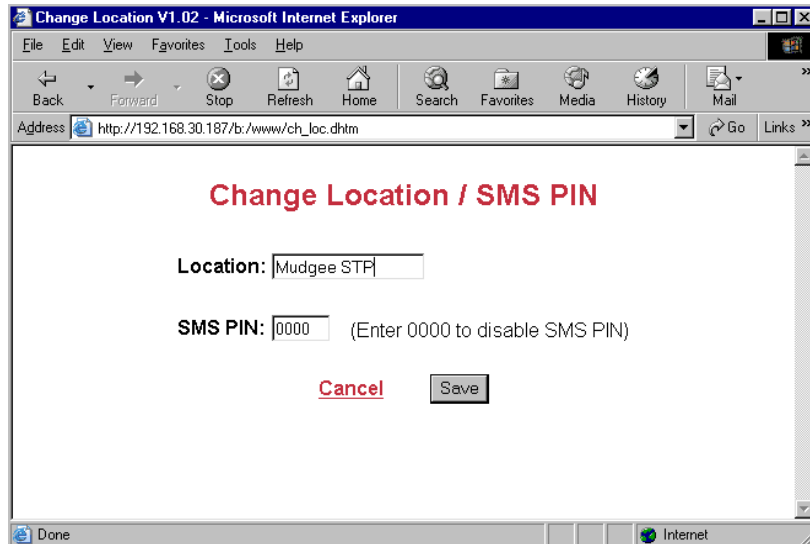 Change Location V1.02 - Microsoft Internet Explorer
File Edit View Favorites Tools Help
Back Forward Stop Refresh Home Search Favorites Media History Mail »
Address http://192.168.30.187/b:/www/ch_loc.dhtm Go Links »
Change Location / SMS PIN
Location: Mudgee STP
SMS PIN: 0000 (Enter 0000 to disable SMS PIN)
Cancel Save
Done Internet